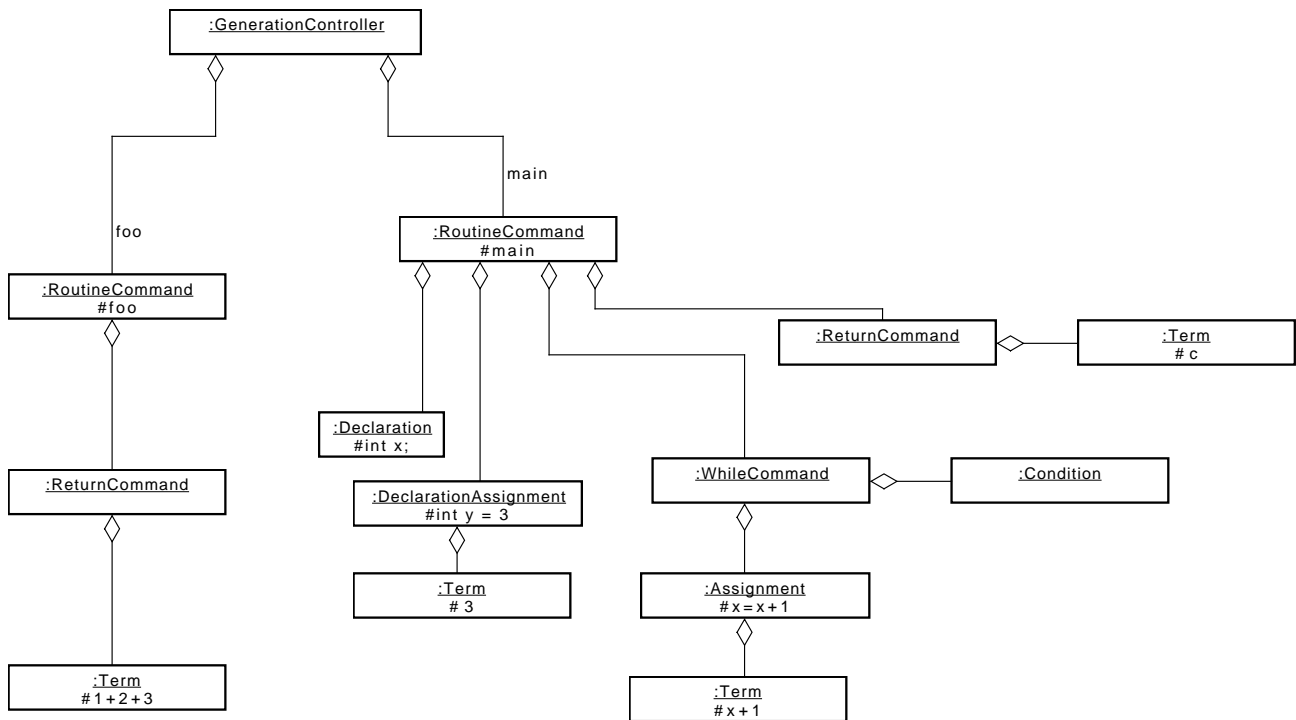 :GenerationController
main
foo
:RoutineCommand
#main
:RoutineCommand
#foo
:ReturnCommand
:Term
#c
:Declaration
#int x;
:WhileCommand
:Condition
:ReturnCommand
:DeclarationAssignment
#int y = 3
:Term
#3
:Assignment
#x=x+1
:Term
#1+2+3
:Term
#x+1